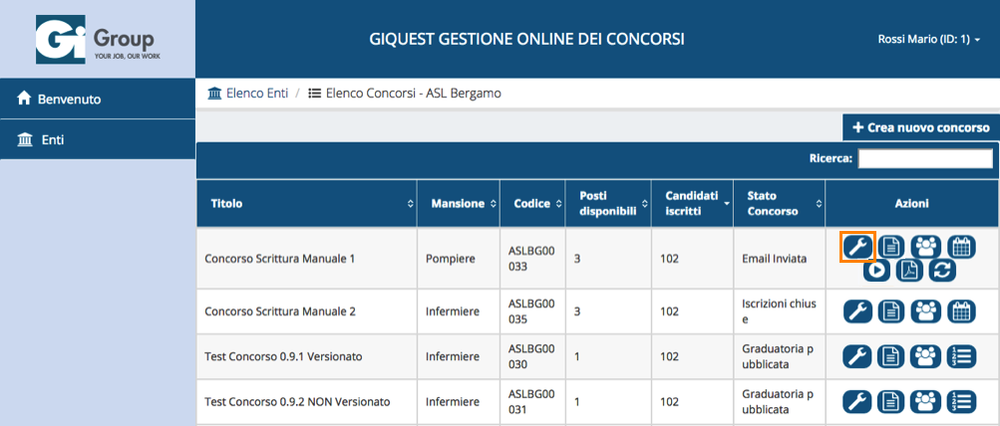 Gi Group
YOUR JOB, OUR WORK
GIQUEST GESTIONE ONLINE DEI CONCORSI
Rossi Mario (ID: 1)
Benvenuto
Enti
Elenco Enti / Elenco Concorsi - ASL Bergamo
+ Crea nuovo concorso
Ricerca:
Titolo Mansione Codice Posti disponibili Candidati iscritti Stato Concorso Azioni
Concorso Scrittura Manuale 1 Pompiere ASLBG00033 3 102 Email Inviata
Concorso Scrittura Manuale 2 Infermiere ASLBG00035 3 102 Iscrizioni chiuse
Test Concorso 0.9.1 Versionato Infermiere ASLBG00030 1 102 Graduatoria pubblicata
Test Concorso 0.9.2 NON Versionato Infermiere ASLBG00031 1 102 Graduatoria pubblicata